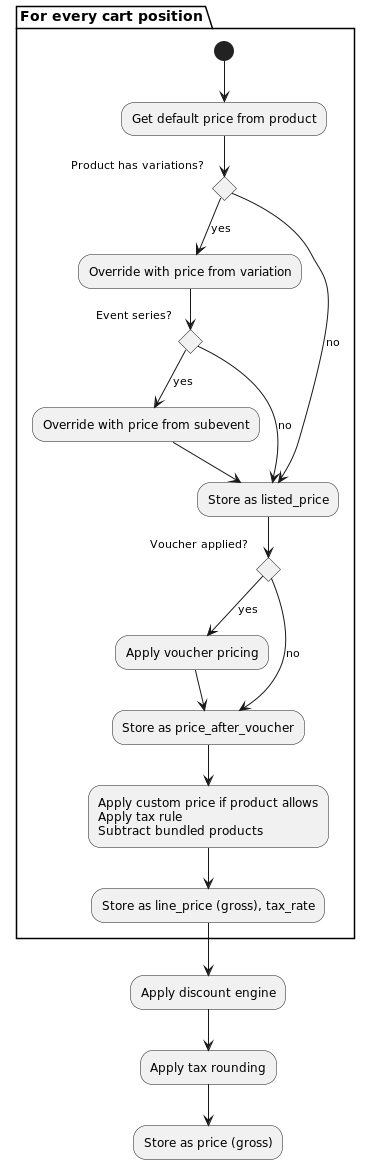 For every cart position
Get default price from product
Product has variations?
yes
Override with price from variation
Event series?
no
yes
Override with price from subevent
no
Store as listed_price
Voucher applied?
yes
Apply voucher pricing
no
Store as price_after_voucher
Apply custom price if product allows
Apply tax rule
Subtract bundled products
Store as line_price (gross), tax_rate
Apply discount engine
Apply tax rounding
Store as price (gross)